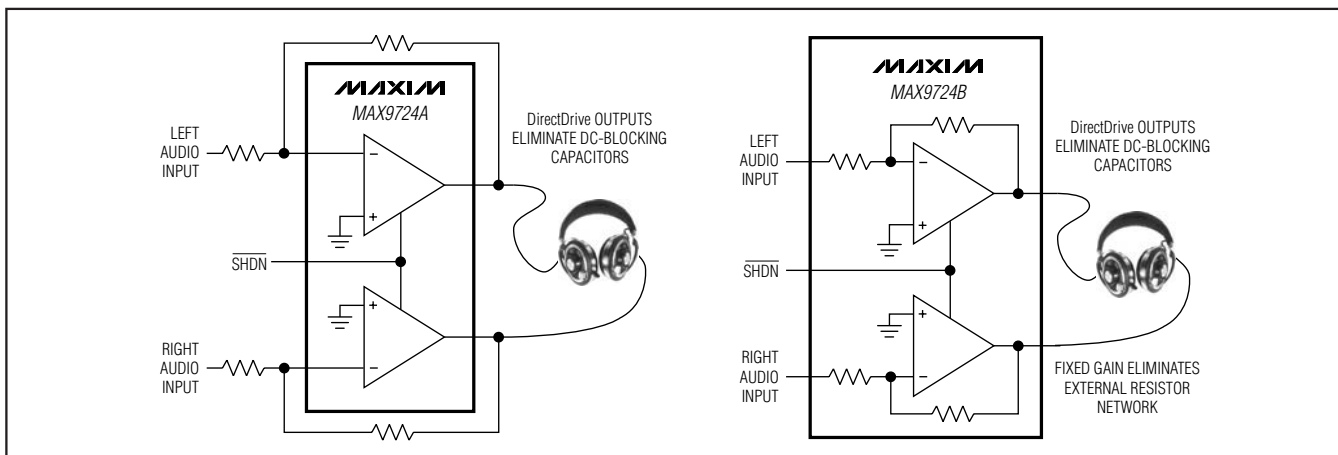 MAXIM
MAX9724A
LEFT
AUDIO
INPUT
DirectDrive OUTPUTS
ELIMINATE DC-BLOCKING
CAPACITORS
−
+
SHDN
+
−
RIGHT
AUDIO
INPUT
MAXIM
MAX9724B
LEFT
AUDIO
INPUT
DirectDrive OUTPUTS
ELIMINATE DC-BLOCKING
CAPACITORS
−
+
SHDN
+
−
RIGHT
AUDIO
INPUT
FIXED GAIN ELIMINATES
EXTERNAL RESISTOR
NETWORK